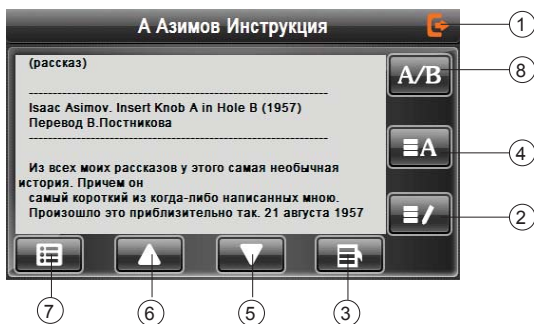 А Азимов Инструкция
1
(рассказ)
8
A/B
Isaac Asimov. Insert Knob A in Hole B (1957)
Перевод В.Постникова
A
4
Из всех моих рассказов у этого самая необычная
история. Причем он
самый короткий из когда-либо написанных мною.
Произошло это приблизительно так. 21 августа 1957
2
7
6
5
3